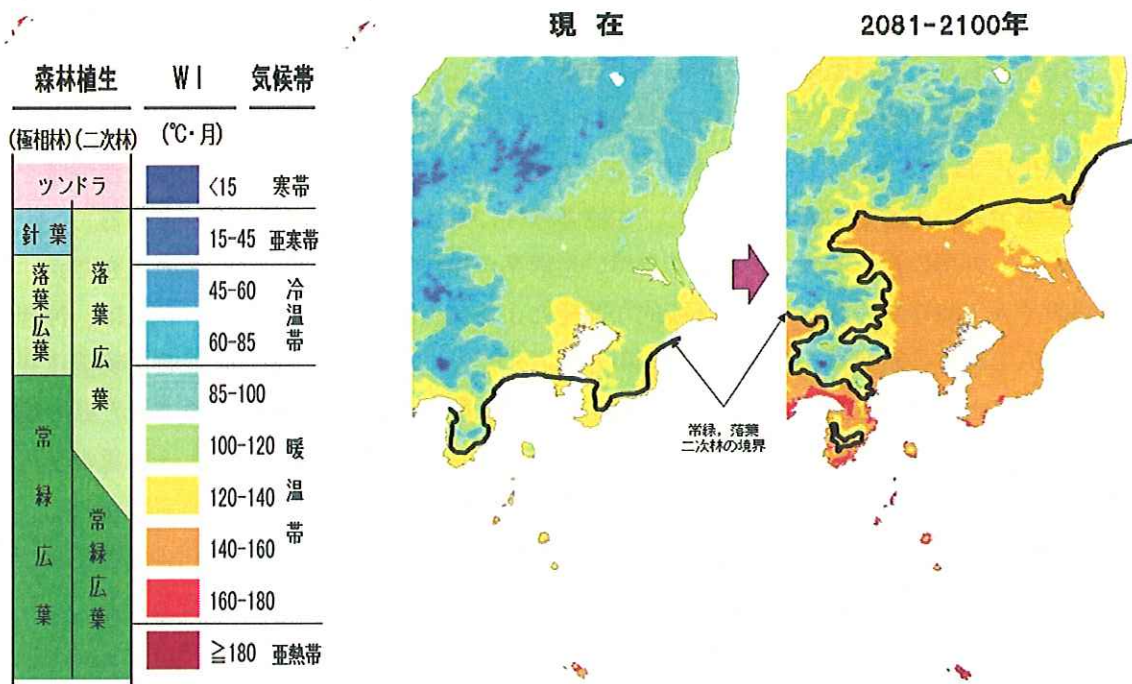 現 在
2081-2100年
森林植生 WI 気候帯
(極相林)(二次林) (℃・月)
ツンドラ <15 寒帯
針葉 15-45 亜寒帯
落葉広葉 落葉広葉
45-60 冷温帯
60-85
85-100
常緑広葉 常緑広葉
100-120 暖温帯
120-140
140-160
160-180
≧180 亜熱帯
常緑，落葉
二次林の境界